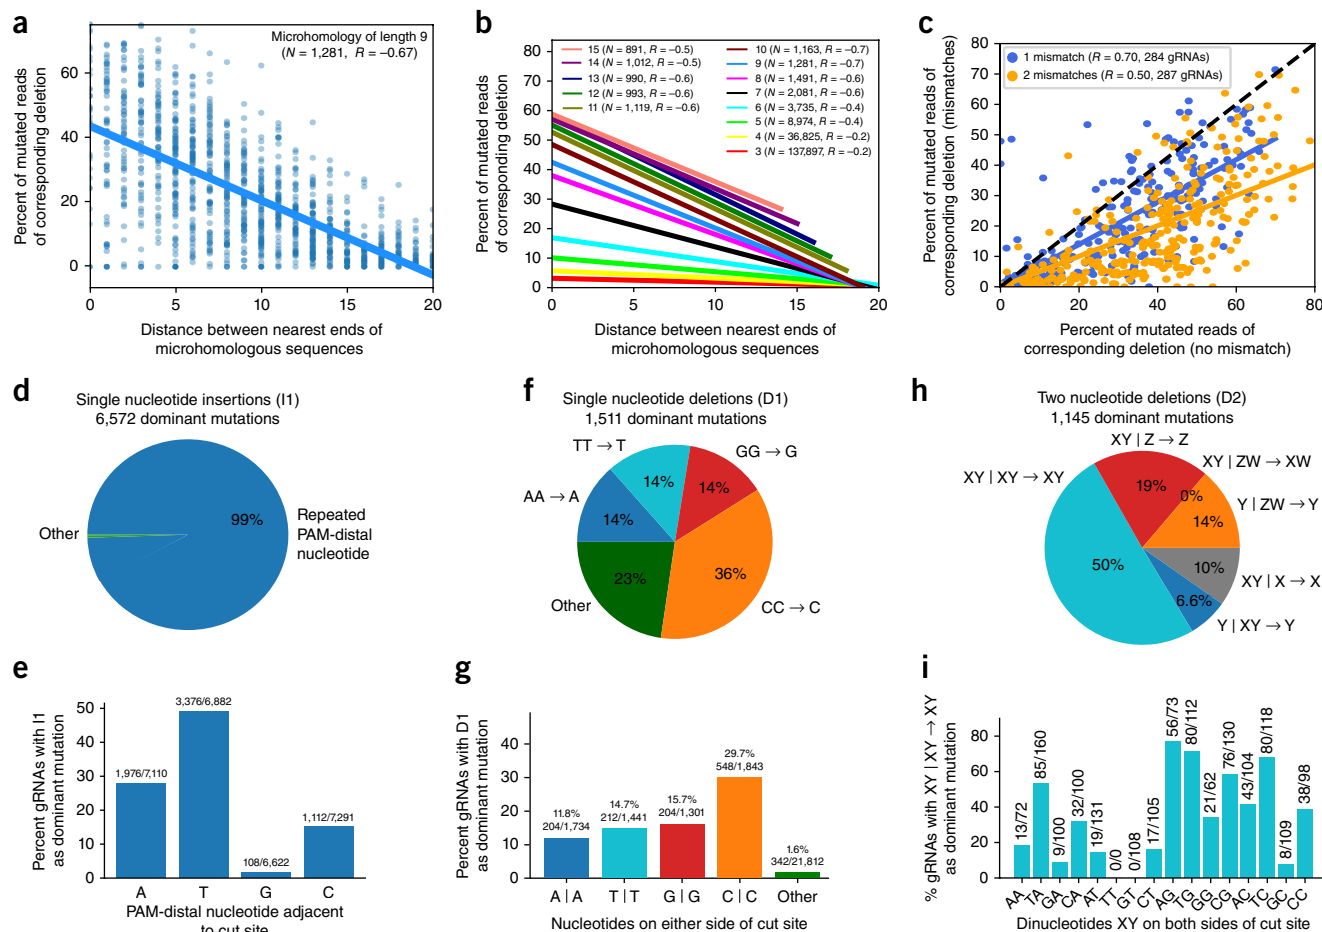 a
Microhomology of length 9
(N = 1,281, R = −0.67)
Percent of mutated reads
of corresponding deletion
60
40
20
0
0
5
10
15
20
Distance between nearest ends of
microhomologous sequences
b
15 (N = 891, R = −0.5)
14 (N = 1,012, R = −0.5)
13 (N = 990, R = −0.6)
12 (N = 993, R = −0.6)
11 (N = 1,119, R = −0.6)
10 (N = 1,163, R = −0.7)
9 (N = 1,281, R = −0.7)
8 (N = 1,491, R = −0.6)
7 (N = 2,081, R = −0.6)
6 (N = 3,735, R = −0.4)
5 (N = 8,974, R = −0.4)
4 (N = 36,825, R = −0.2)
3 (N = 137,897, R = −0.2)
Percent of mutated reads
of corresponding deletion
80
70
60
50
40
30
20
10
0
0
5
10
15
20
Distance between nearest ends of
microhomologous sequences
c
1 mismatch (R = 0.70, 284 gRNAs)
2 mismatches (R = 0.50, 287 gRNAs)
Percent of mutated reads of
corresponding deletion (mismatches)
80
70
60
50
40
30
20
10
0
0
20
40
60
80
Percent of mutated reads of
corresponding deletion (no mismatch)
d
Single nucleotide insertions (I1)
6,572 dominant mutations
99%
Other
Repeated
PAM-distal
nucleotide
f
Single nucleotide deletions (D1)
1,511 dominant mutations
TT → T
GG → G
AA → A
14%
14%
14%
23%
36%
Other
CC → C
h
Two nucleotide deletions (D2)
1,145 dominant mutations
XY | Z → Z
XY | XY → XY
XY | ZW → XW
Y | ZW → Y
19%
0%
14%
50%
10%
6.6%
XY | X → X
Y | XY → Y
e
Percent gRNAs with I1
as dominant mutation
50
40
30
20
10
0
1,976/7,110
3,376/6,882
108/6,622
1,112/7,291
A
T
G
C
PAM-distal nucleotide adjacent
to cut site
g
Percent gRNAs with D1
as dominant mutation
40
30
20
10
0
11.8%
204/1,734
14.7%
212/1,441
15.7%
204/1,301
29.7%
548/1,843
1.6%
342/21,812
A | A
T | T
G | G
C | C
Other
Nucleotides on either side of cut site
i
% gRNAs with XY | XY → XY
as dominant mutation
80
60
40
20
0
13/72
85/160
9/100
32/100
19/131
0/0
0/108
17/105
56/73
80/112
21/62
76/130
43/104
80/118
8/109
38/98
AA
TA
GA
CA
AT
TT
GT
CT
AG
TG
GG
CG
AC
TC
GC
CC
Dinucleotides XY on both sides of cut site